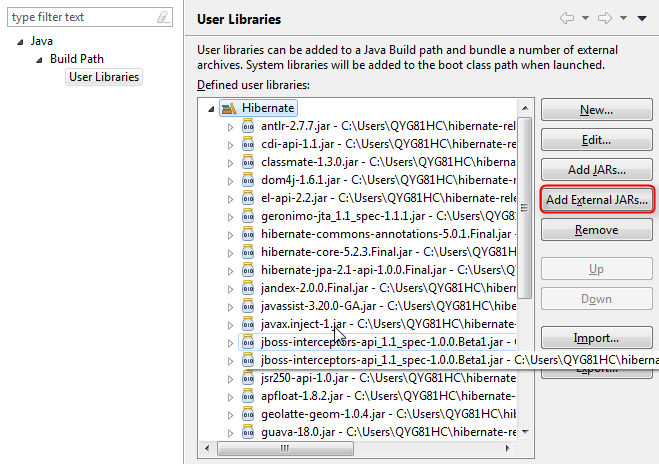 type filter text
Java
Build Path
User Libraries
User Libraries
User libraries can be added to a Java Build path and bundle a number of external
archives. System libraries will be added to the boot class path when launched.
Defined user libraries:
Hibernate
antlr-2.7.7.jar - C:\Users\QYG81HC\hibernate-rel
cdi-api-1.1.jar - C:\Users\QYG81HC\hibernate-rel
classmate-1.3.0.jar - C:\Users\QYG81HC\hibernat
dom4j-1.6.1.jar - C:\Users\QYG81HC\hibernate-re
el-api-2.2.jar - C:\Users\QYG81HC\hibernate-relea
geronimo-jta_1.1_spec-1.1.1.jar - C:\Users\QYG81
hibernate-commons-annotations-5.0.1.Final.jar -
hibernate-core-5.2.3.Final.jar - C:\Users\QYG81HC
hibernate-jpa-2.1-api-1.0.0.Final.jar - C:\Users\QY
jandex-2.0.0.Final.jar - C:\Users\QYG81HC\hibern
javassist-3.20.0-GA.jar - C:\Users\QYG81HC\hiber
javax.inject-1.jar - C:\Users\QYG81HC\hibernate-r
jboss-interceptors-api_1.1_spec-1.0.0.Beta1.jar -
jboss-interceptors-api_1.1_spec-1.0.0.Beta1.jar - C:\Users\QYG81HC\hiberna
jsr250-api-1.0.jar - C:\Users\QYG81HC\hibernate-
apfloat-1.8.2.jar - C:\Users\QYG81HC\hibernate-r
geolatte-geom-1.0.4.jar - C:\Users\QYG81HC\hibe
guava-18.0.jar - C:\Users\QYG81HC\hibernate-rele
New...
Edit...
Add JARs...
Add External JARs...
Remove
Up
Down
Import...
Export...